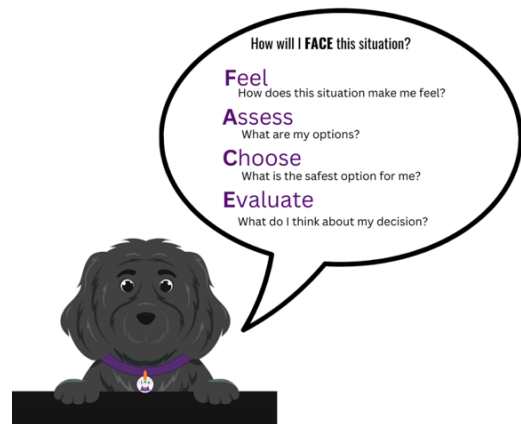 How will I FACE this situation?
Feel
How does this situation make me feel?
Assess
What are my options?
Choose
What is the safest option for me?
Evaluate
What do I think about my decision?